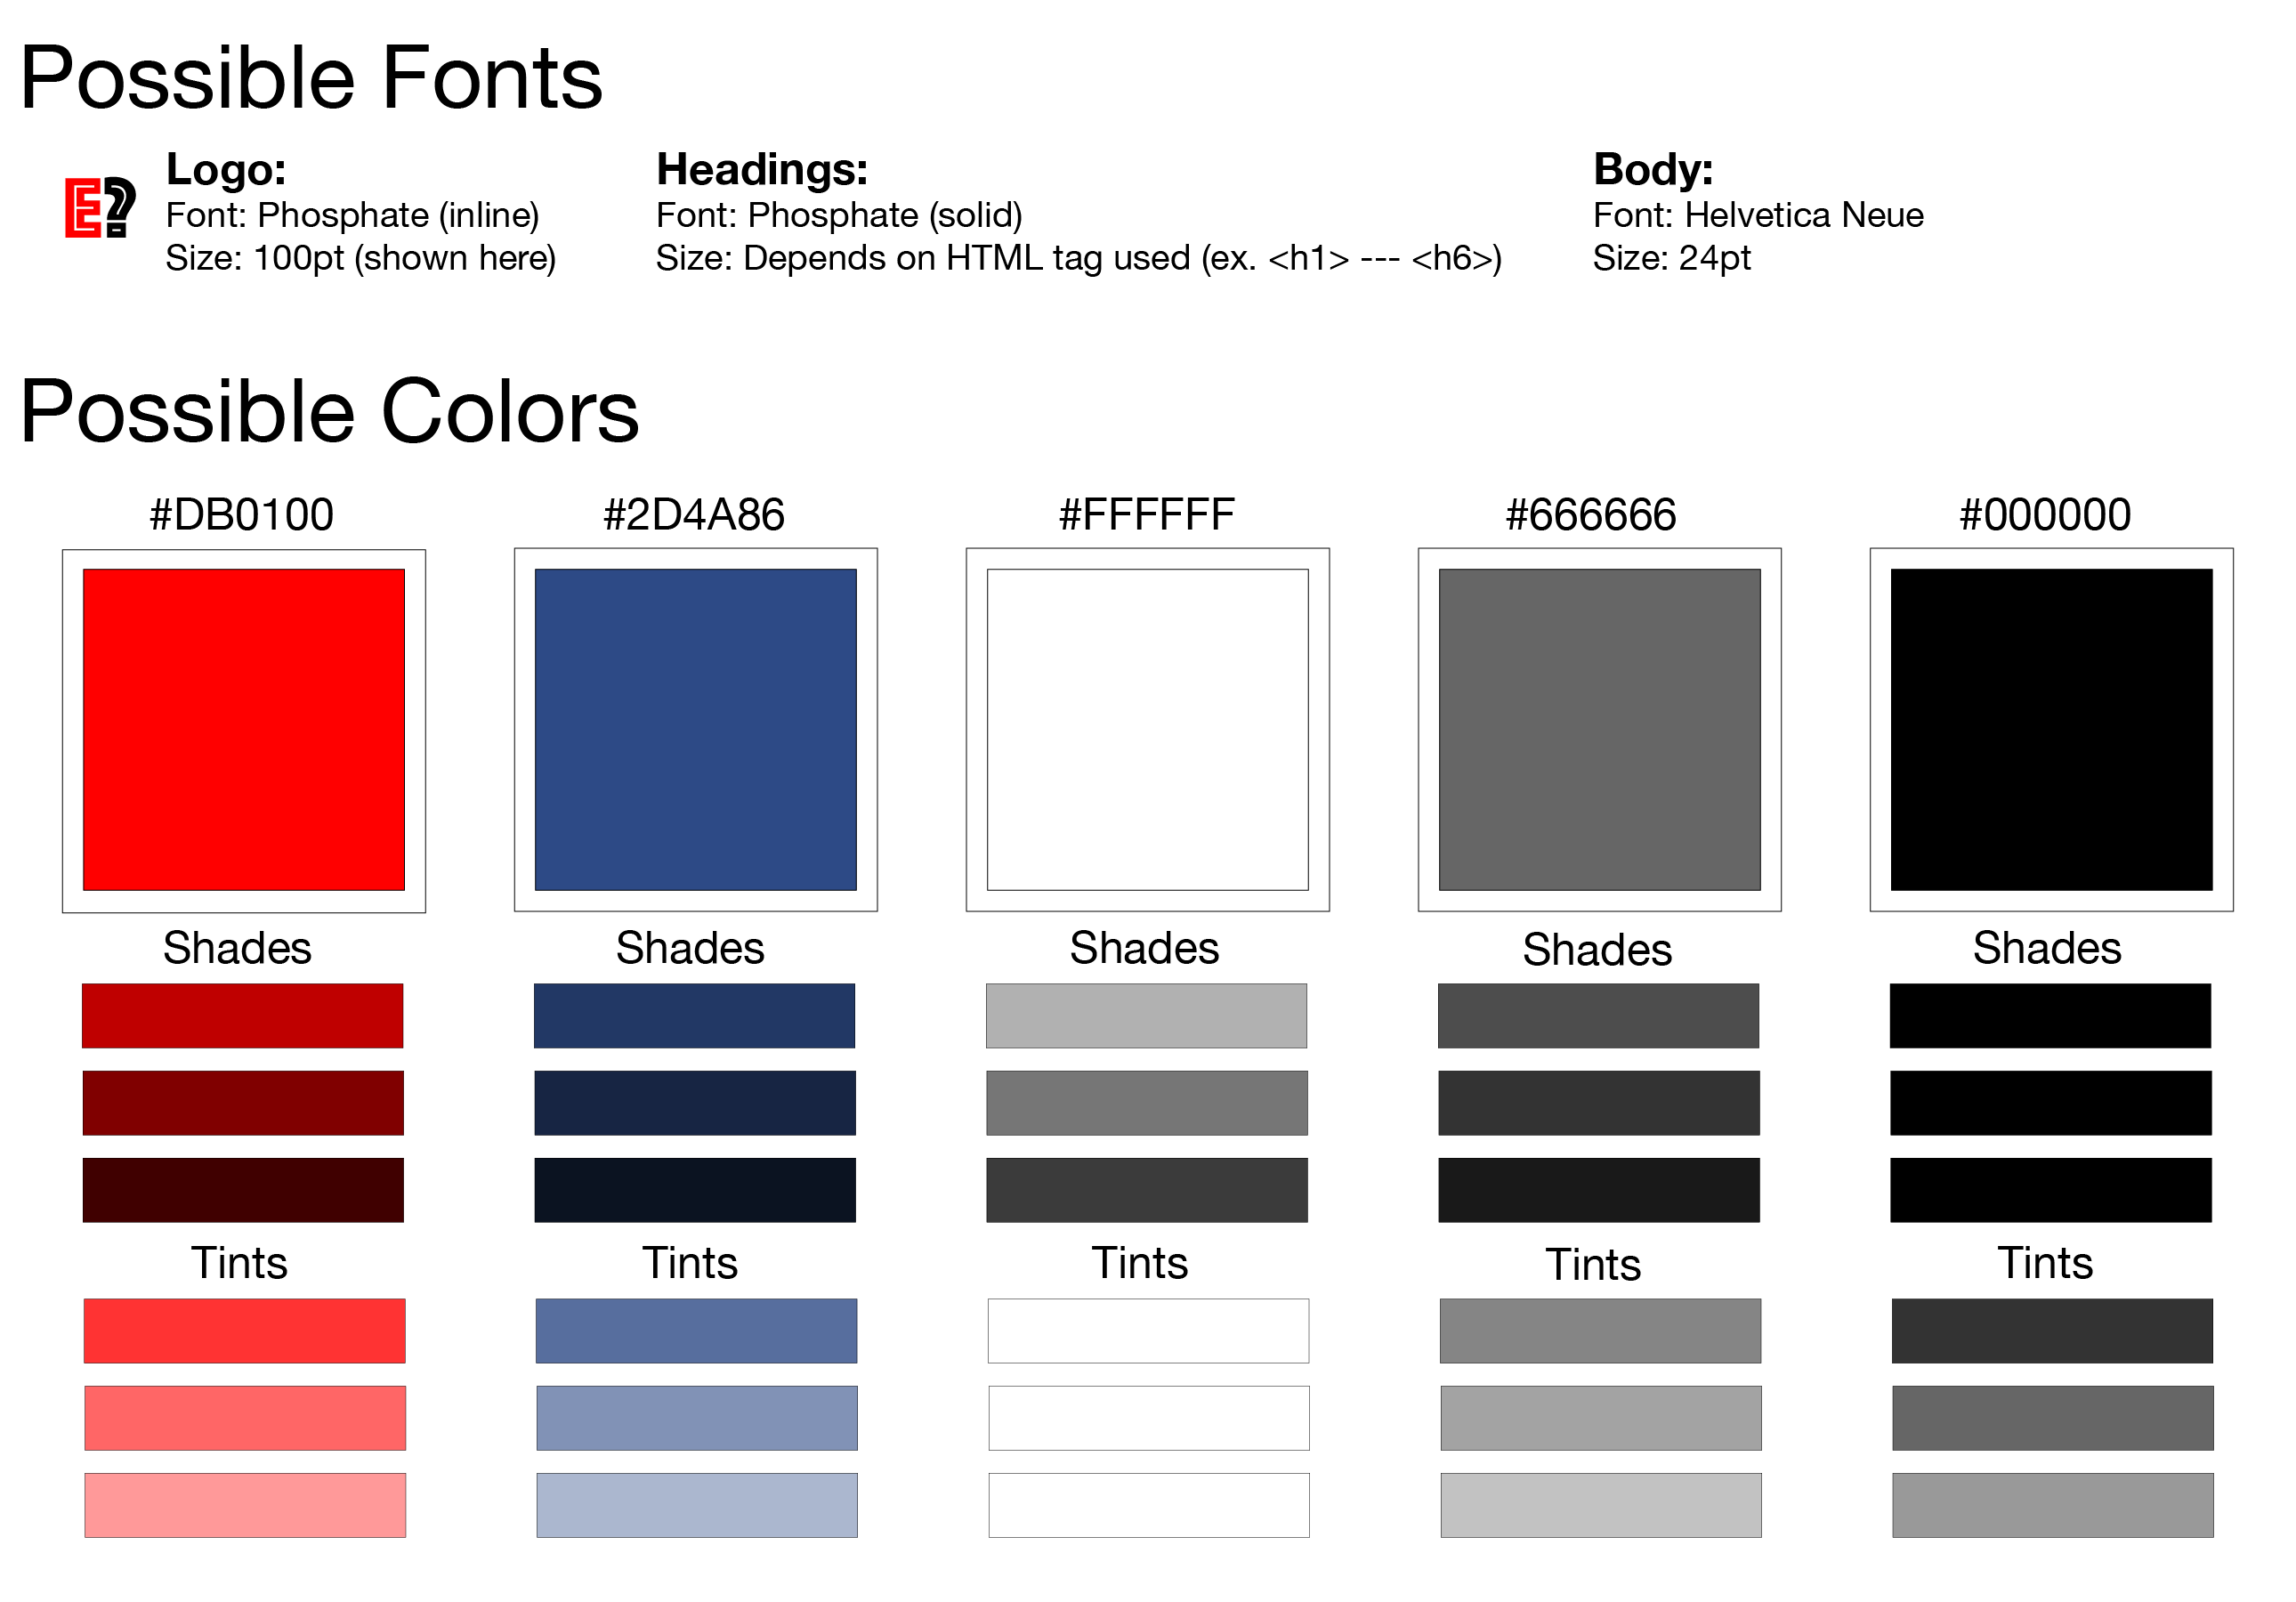 Possible Fonts
E?
Logo:
Font: Phosphate (inline)
Size: 100pt (shown here)
Headings:
Font: Phosphate (solid)
Size: Depends on HTML tag used (ex. <h1> --- <h6>)
Body:
Font: Helvetica Neue
Size: 24pt
Possible Colors
#DB0100
#2D4A86
#FFFFFF
#666666
#000000
Shades
Shades
Shades
Shades
Shades
Tints
Tints
Tints
Tints
Tints